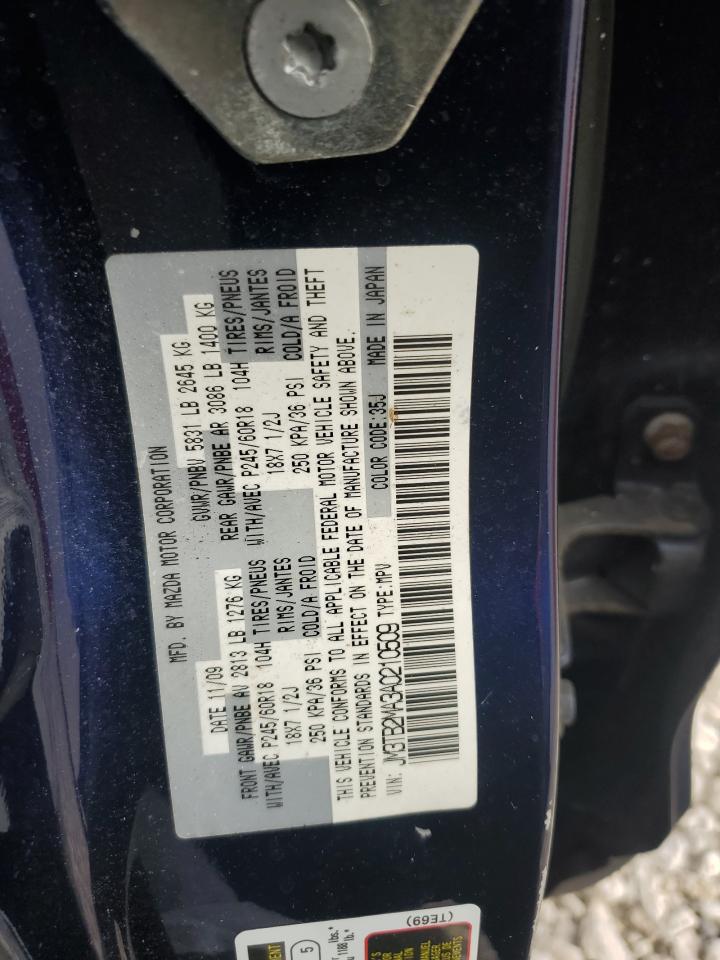 MFD. BY MAZDA MOTOR CORPORATION
DATE 11/09 GVWR/PNBV 5831 LB 2645 KG
FRONT GAWR/PNBE AV 2813 LB 1276 KG REAR GAWR/PNBE AR 3086 LB 1400 KG
WITH/AVEC P245/60R18 104H TIRES/PNEUS WITH/AVEC P245/60R18 104H TIRES/PNEUS
18X7 1/2J RIMS/JANTES 18X7 1/2J RIMS/JANTES
250 KPA/36 PSI COLD/A FROID 250 KPA/36 PSI COLD/A FROID
THIS VEHICLE CONFORMS TO ALL APPLICABLE FEDERAL MOTOR VEHICLE SAFETY AND THEFT
PREVENTION STANDARDS IN EFFECT ON THE DATE OF MANUFACTURE SHOWN ABOVE.
VIN: JM3TB2MA3A0210509 TYPE:MPV COLOR CODE:35J MADE IN JAPAN
5
lbs.*
1188 lb.*
(TE69)